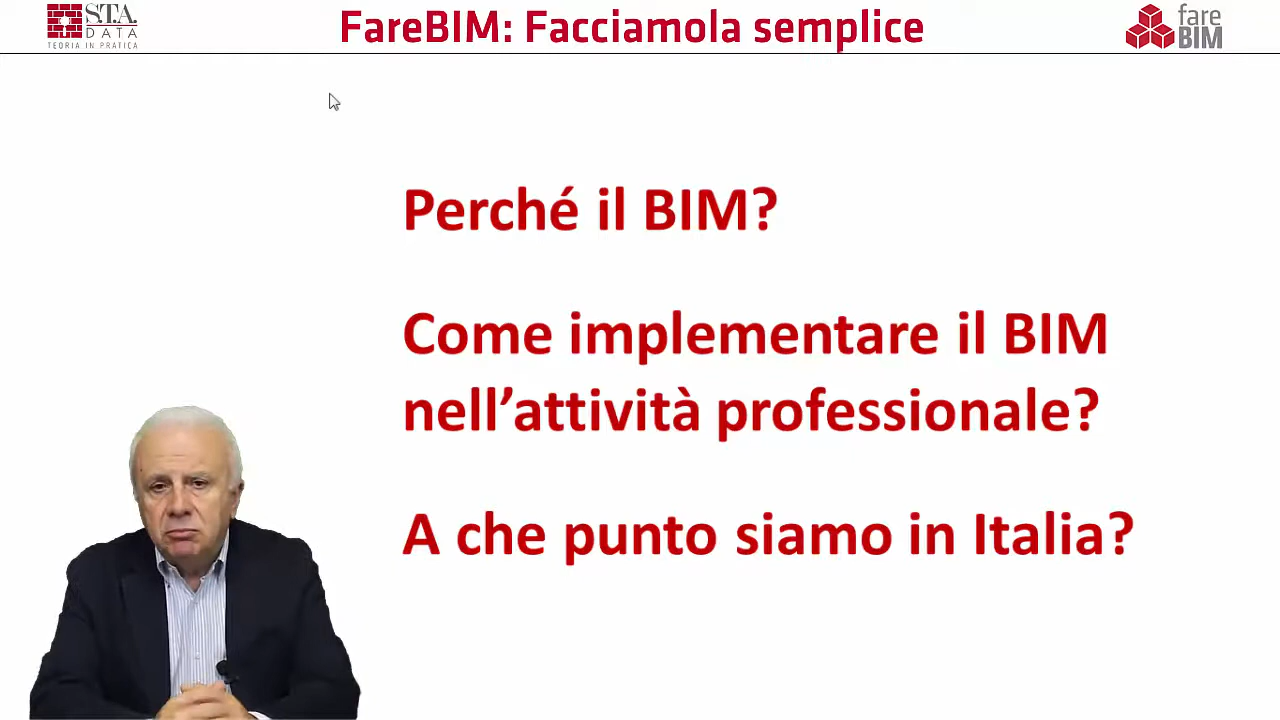 S.T.A.
DATA
TEORIA IN PRATICA
FareBIM: Facciamola semplice
fare
BIM
Perché il BIM?
Come implementare il BIM
nell’attività professionale?
A che punto siamo in Italia?